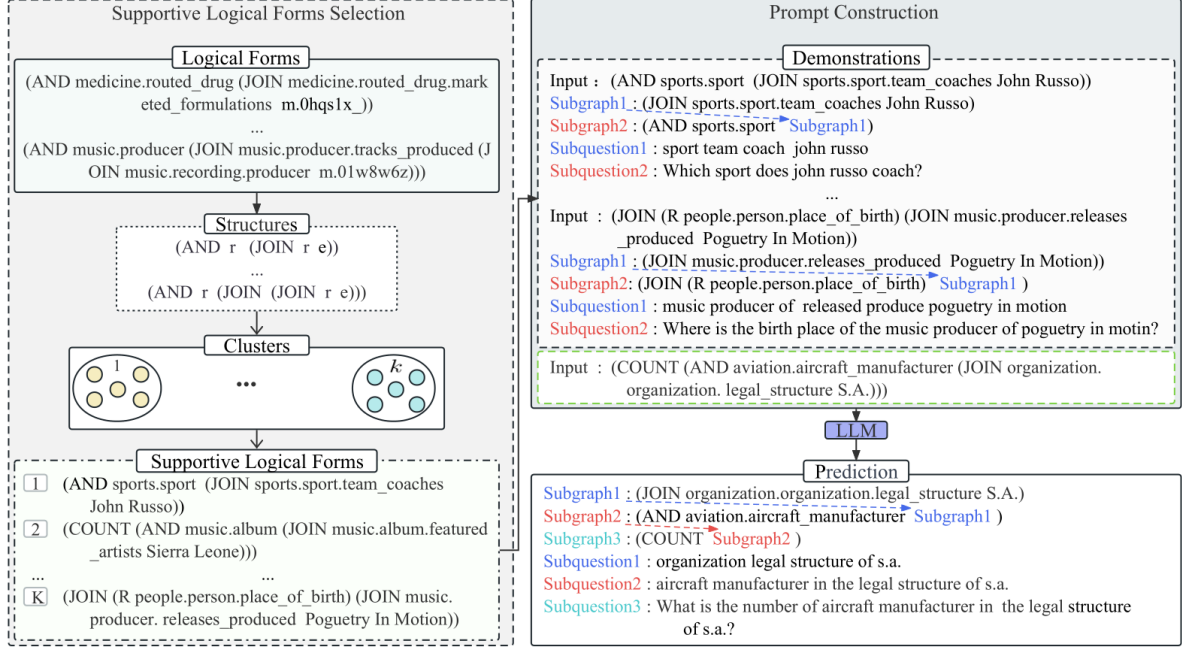 Supportive Logical Forms Selection
Logical Forms
(AND medicine.routed_drug (JOIN medicine.routed_drug.mark
eted_formulations m.0hqs1x_))
...
(AND music.producer (JOIN music.producer.tracks_produced (J
OIN music.recording.producer m.01w8w6z)))
Structures
(AND r (JOIN r e))
...
(AND r (JOIN (JOIN r e)))
Clusters
1
...
k
Supportive Logical Forms
1 (AND sports.sport (JOIN sports.sport.team_coaches
John Russo))
2 (COUNT (AND music.album (JOIN music.album.featured
_artists Sierra Leone)))
... ...
K (JOIN (R people.person.place_of_birth) (JOIN music.
producer. releases_produced Poguetry In Motion))
Prompt Construction
Demonstrations
Input : (AND sports.sport (JOIN sports.sport.team_coaches John Russo))
Subgraph1 : (JOIN sports.sport.team_coaches John Russo)
Subgraph2 : (AND sports.sport Subgraph1)
Subquestion1 : sport team coach john russo
Subquestion2 : Which sport does john russo coach?
...
Input : (JOIN (R people.person.place_of_birth) (JOIN music.producer.releases
_produced Poguetry In Motion))
Subgraph1 : (JOIN music.producer.releases_produced Poguetry In Motion))
Subgraph2: (JOIN (R people.person.place_of_birth) Subgraph1 )
Subquestion1 : music producer of released produce poguetry in motion
Subquestion2 : Where is the birth place of the music producer of poguetry in motin?
Input : (COUNT (AND aviation.aircraft_manufacturer (JOIN organization.
organization. legal_structure S.A.)))
LLM
Prediction
Subgraph1 : (JOIN organization.organization.legal_structure S.A.)
Subgraph2 : (AND aviation.aircraft_manufacturer Subgraph1 )
Subgraph3 : (COUNT Subgraph2 )
Subquestion1 : organization legal structure of s.a.
Subquestion2 : aircraft manufacturer in the legal structure of s.a.
Subquestion3 : What is the number of aircraft manufacturer in the legal structure
of s.a.?